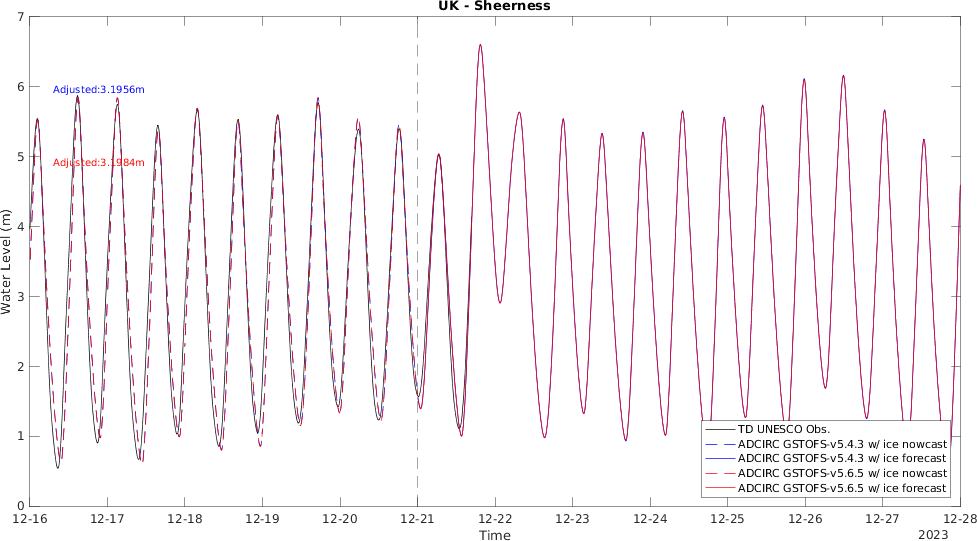 UK - Sheerness
7
6
5
4
3
2
1
0
Water Level (m)
Adjusted:3.1956m
Adjusted:3.1984m
TD UNESCO Obs.
ADCIRC GSTOFS-v5.4.3 w/ ice nowcast
ADCIRC GSTOFS-v5.4.3 w/ ice forecast
ADCIRC GSTOFS-v5.6.5 w/ ice nowcast
ADCIRC GSTOFS-v5.6.5 w/ ice forecast
12-16 12-17 12-18 12-19 12-20 12-21 12-22 12-23 12-24 12-25 12-26 12-27 12-28
Time
2023